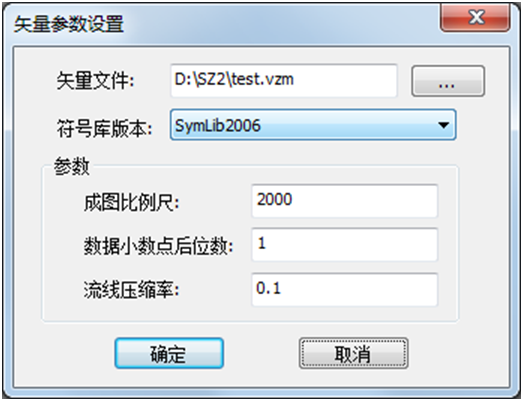 矢量参数设置
矢量文件: D:\SZ2\test.vzm ...
符号库版本: SymLib2006
参数
成图比例尺: 2000
数据小数点后位数: 1
流线压缩率: 0.1
确定 取消